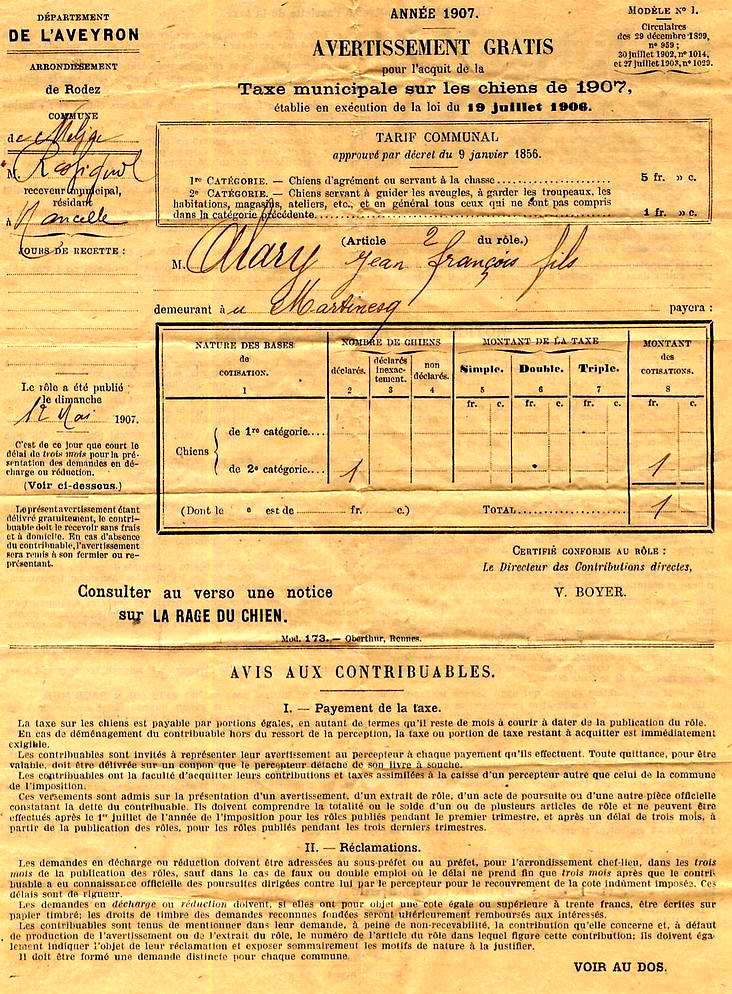 DÉPARTEMENT
DE L'AVEYRON
ARRONDISSEMENT
de Rodez
COMMUNE
de
M. Rossignol
receveur municipal,
résidant
à Nancelle
JOURS DE RECETTE :
Le rôle a été publié
le dimanche
12 Mai 1907.
C'est de ce jour que court le
délai de trois mois pour la pré-
sentation des demandes en dé-
charge ou réduction.
(Voir ci-dessous.)
Le présent avertissement étant
délivré gratuitement, le contri-
buable doit le recevoir sans frais
et à domicile. En cas d'absence
du contribuable, l'avertissement
sera remis à son fermier ou re-
présentant.
ANNÉE 1907.
AVERTISSEMENT GRATIS
pour l'acquit de la
Taxe municipale sur les chiens de 1907,
établie en exécution de la loi du 19 juillet 1906.
MODÈLE No 1.
Circulaires
des 29 décembre 1899,
no 959 ;
30 juillet 1902, no 1014,
et 27 juillet 1903, no 1029.
TARIF COMMUNAL
approuvé par décret du 9 janvier 1856.
1re CATÉGORIE. — Chiens d'agrément ou servant à la chasse.................... 5 fr. » c.
2e CATÉGORIE. — Chiens servant à guider les aveugles, à garder les troupeaux, les
habitations, magasins, ateliers, etc., et en général tous ceux qui ne sont pas compris
dans la catégorie précédente.................... 1 fr. » c.
(Article 2 du rôle.)
M. Alary Jean françois fils
demeurant à Martinesq payera :
NATURE DES BASES
de
COTISATION.
1
NOMBRE DE CHIENS
déclarés.
2
déclarés
inexac-
tement.
3
non
déclarés.
4
MONTANT DE LA TAXE
Simple.
5
Double.
6
Triple.
7
MONTANT
des
COTISATIONS.
8
fr. c. fr. c. fr. c. fr. c.
Chiens
de 1re catégorie....
de 2e catégorie.... 1 1
(Dont le e est de fr. c.) TOTAL.................... 1
CERTIFIÉ CONFORME AU RÔLE :
Le Directeur des Contributions directes,
V. BOYER.
Consulter au verso une notice
sur LA RAGE DU CHIEN.
Mod. 173. — Oberthur, Rennes.
AVIS AUX CONTRIBUABLES.
I. — Payement de la taxe.
La taxe sur les chiens est payable par portions égales, en autant de termes qu'il reste de mois à courir à dater de la publication du rôle.
En cas de déménagement du contribuable hors du ressort de la perception, la taxe ou portion de taxe restant à acquitter est immédiatement
exigible.
Les contribuables sont invités à représenter leur avertissement au percepteur à chaque payement qu'ils effectuent. Toute quittance, pour être
valable, doit être délivrée sur un coupon que le percepteur détache de son livre à souche.
Les contribuables ont la faculté d'acquitter leurs contributions et taxes assimilées à la caisse d'un percepteur autre que celui de la commune
de l'imposition.
Ces versements sont admis sur la présentation d'un avertissement, d'un extrait de rôle, d'un acte de poursuite ou d'une autre pièce officielle
constatant la dette du contribuable. Ils doivent comprendre la totalité ou le solde d'un ou de plusieurs articles de rôle et ne peuvent être
effectués après le 1er juillet de l'année de l'imposition pour les rôles publiés pendant le premier trimestre, et après un délai de trois mois, à
partir de la publication des rôles, pour les rôles publiés pendant les trois derniers trimestres.
II. — Réclamations.
Les demandes en décharge ou réduction doivent être adressées au sous-préfet ou au préfet, pour l'arrondissement chef-lieu, dans les trois
mois de la publication des rôles, sauf dans le cas de faux ou double emploi où le délai ne prend fin que trois mois après que le contri
buable a eu connaissance officielle des poursuites dirigées contre lui par le percepteur pour le recouvrement de la cote indûment imposée. Ces
délais sont de rigueur.
Les demandes en décharge ou réduction doivent, si elles ont pour objet une cote égale ou supérieure à trente francs, être écrites sur
papier timbré; les droits de timbre des demandes reconnues fondées seront ultérieurement remboursés aux intéressés.
Les contribuables sont tenus de mentionner dans leur demande, à peine de non-recevabilité, la contribution qu'elle concerne et, à défaut
de production de l'avertissement ou de l'extrait du rôle, le numéro de l'article du rôle dans lequel figure cette contribution; ils doivent éga
lement indiquer l'objet de leur réclamation et exposer sommairement les motifs de nature à la justifier.
Il doit être formé une demande distincte pour chaque commune.
VOIR AU DOS.